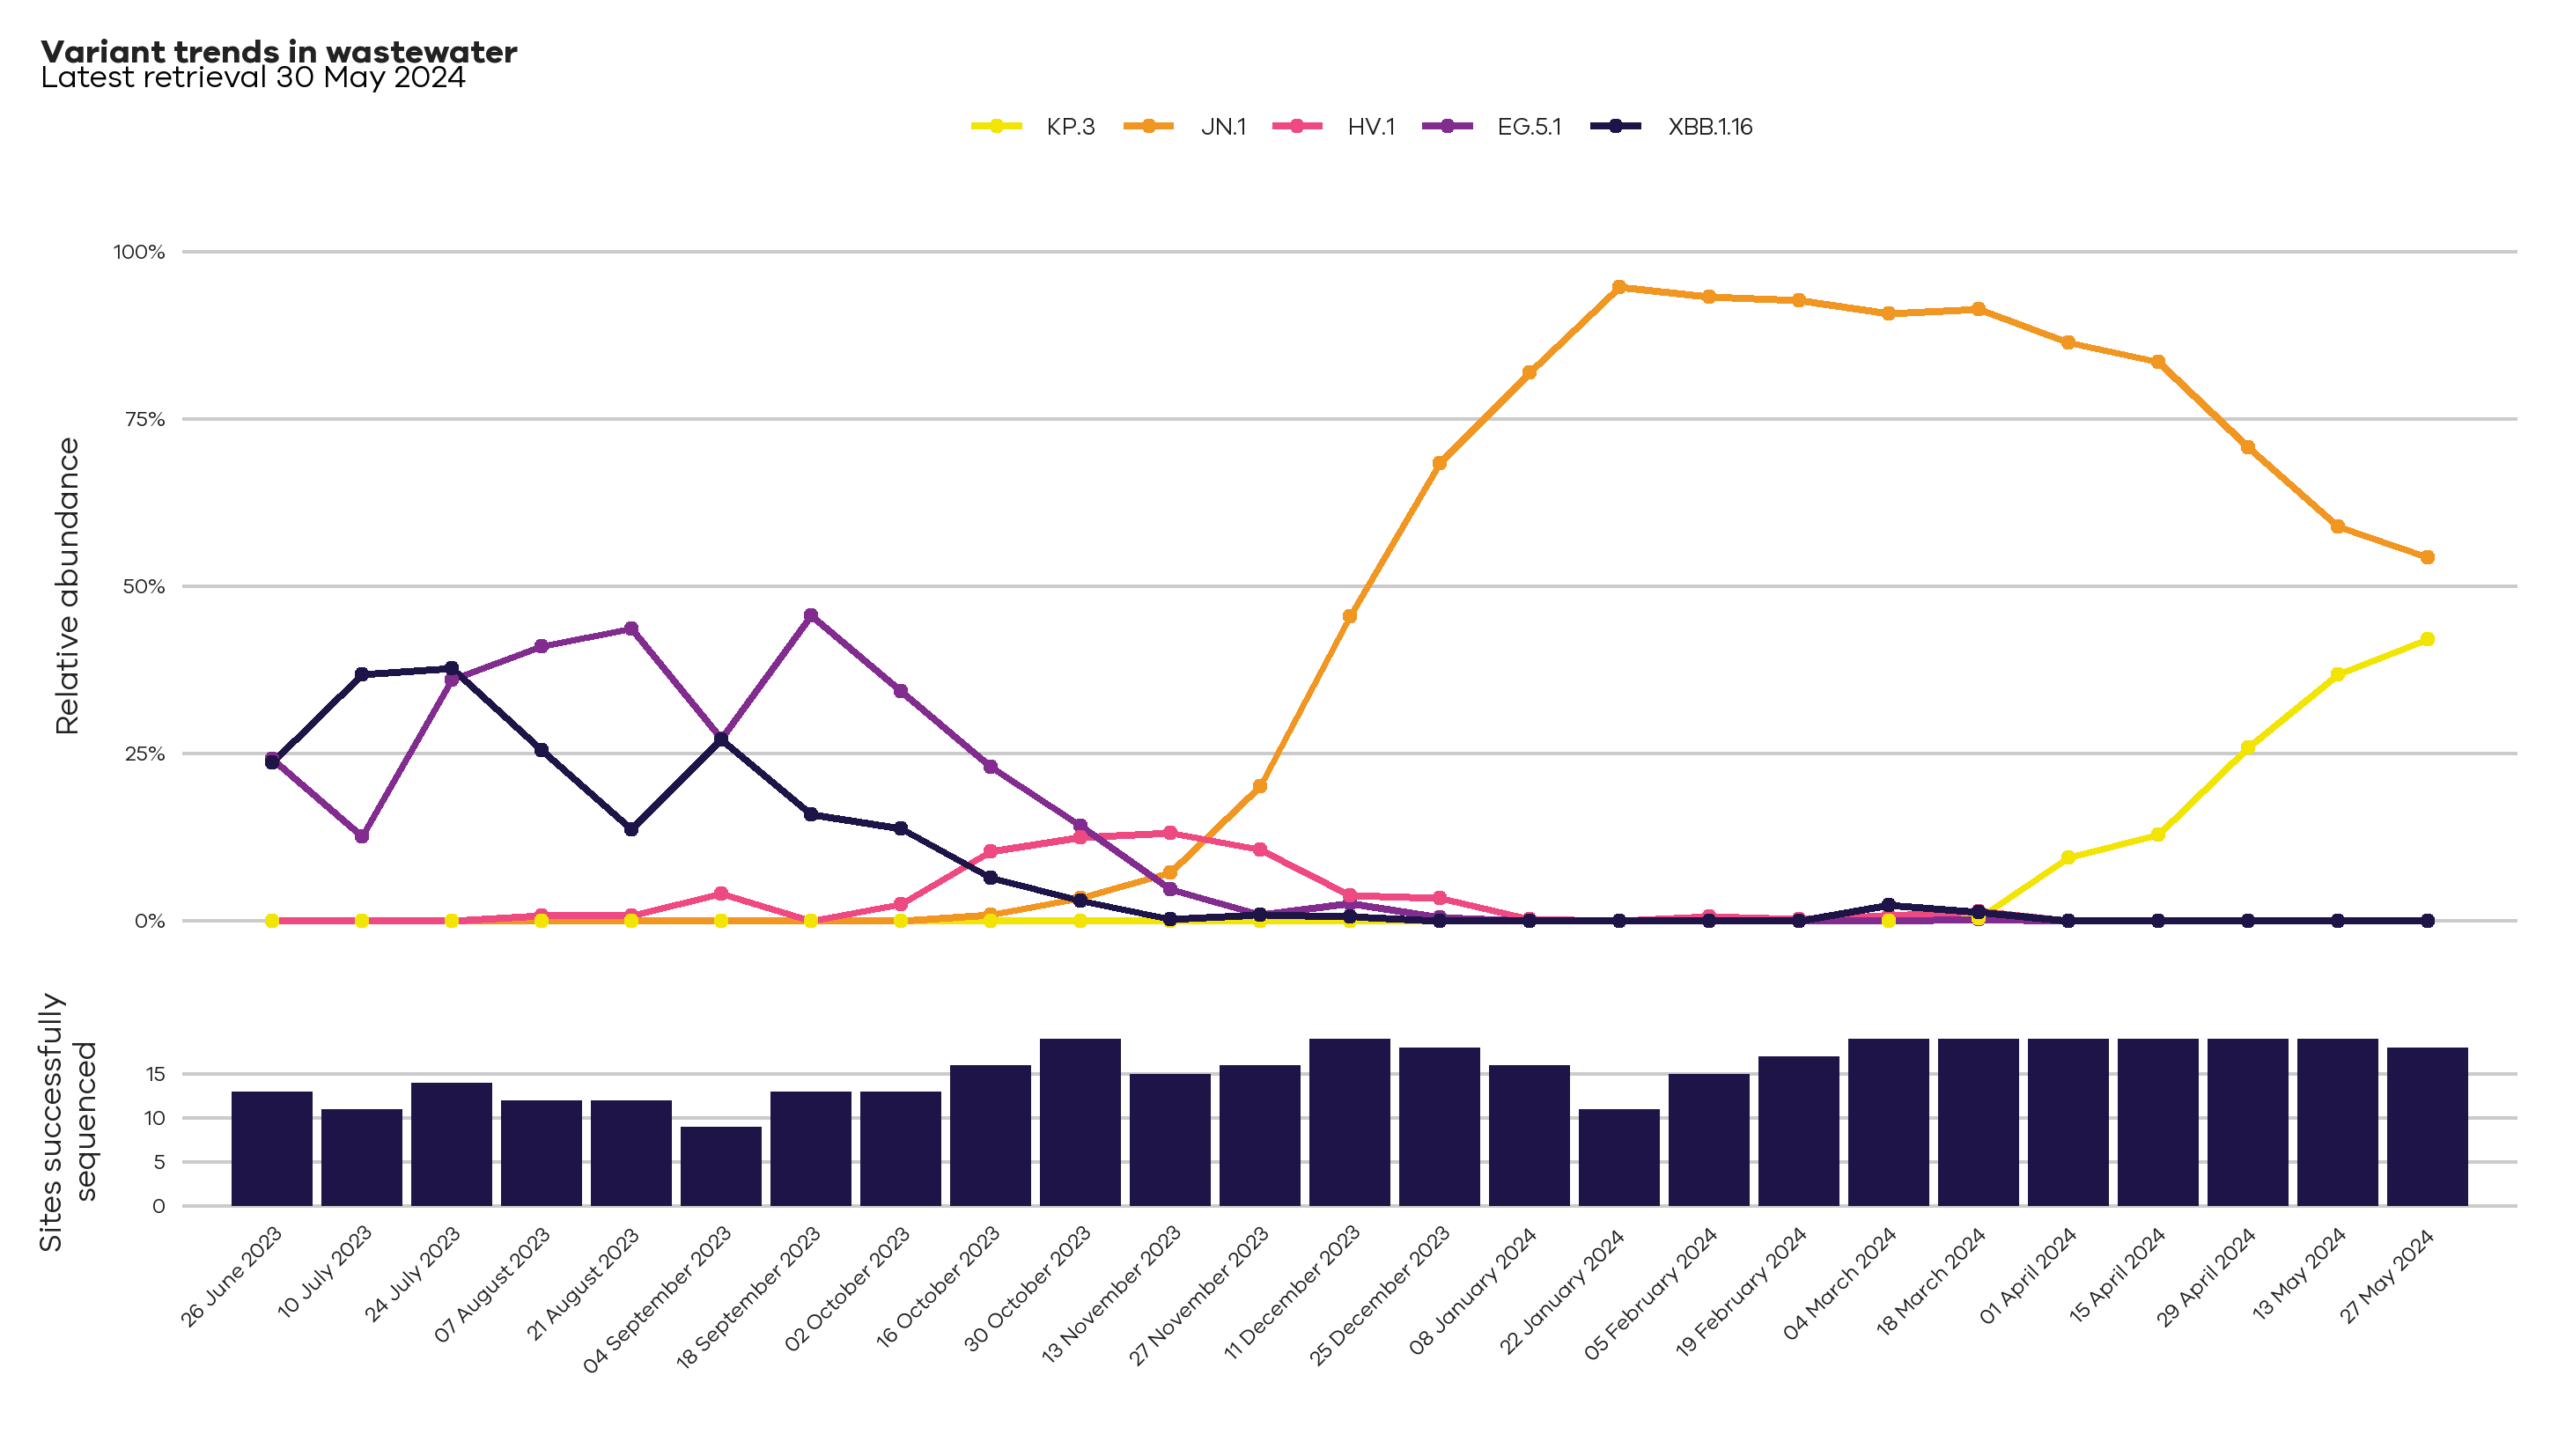 Variant trends in wastewater
Latest retrieval 30 May 2024
KP.3 JN.1 HV.1 EG.5.1 XBB.1.16
Relative abundance
100%
75%
50%
25%
0%
Sites successfully
sequenced
15
10
5
0
26 June 2023
10 July 2023
24 July 2023
07 August 2023
21 August 2023
04 September 2023
18 September 2023
02 October 2023
16 October 2023
30 October 2023
13 November 2023
27 November 2023
11 December 2023
25 December 2023
08 January 2024
22 January 2024
05 February 2024
19 February 2024
04 March 2024
18 March 2024
01 April 2024
15 April 2024
29 April 2024
13 May 2024
27 May 2024